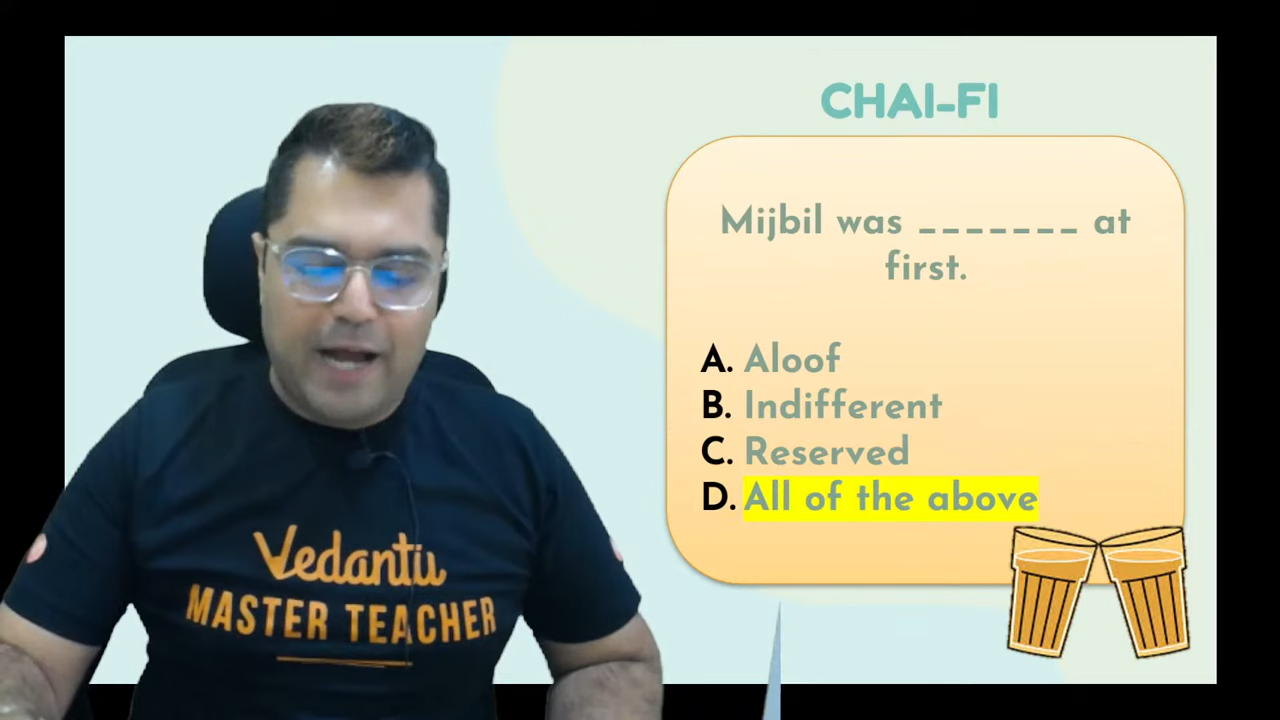 CHAI-FI
Mijbil was _______ at
first.
A. Aloof
B. Indifferent
C. Reserved
D. All of the above
Vedantu
MASTER TEACHER